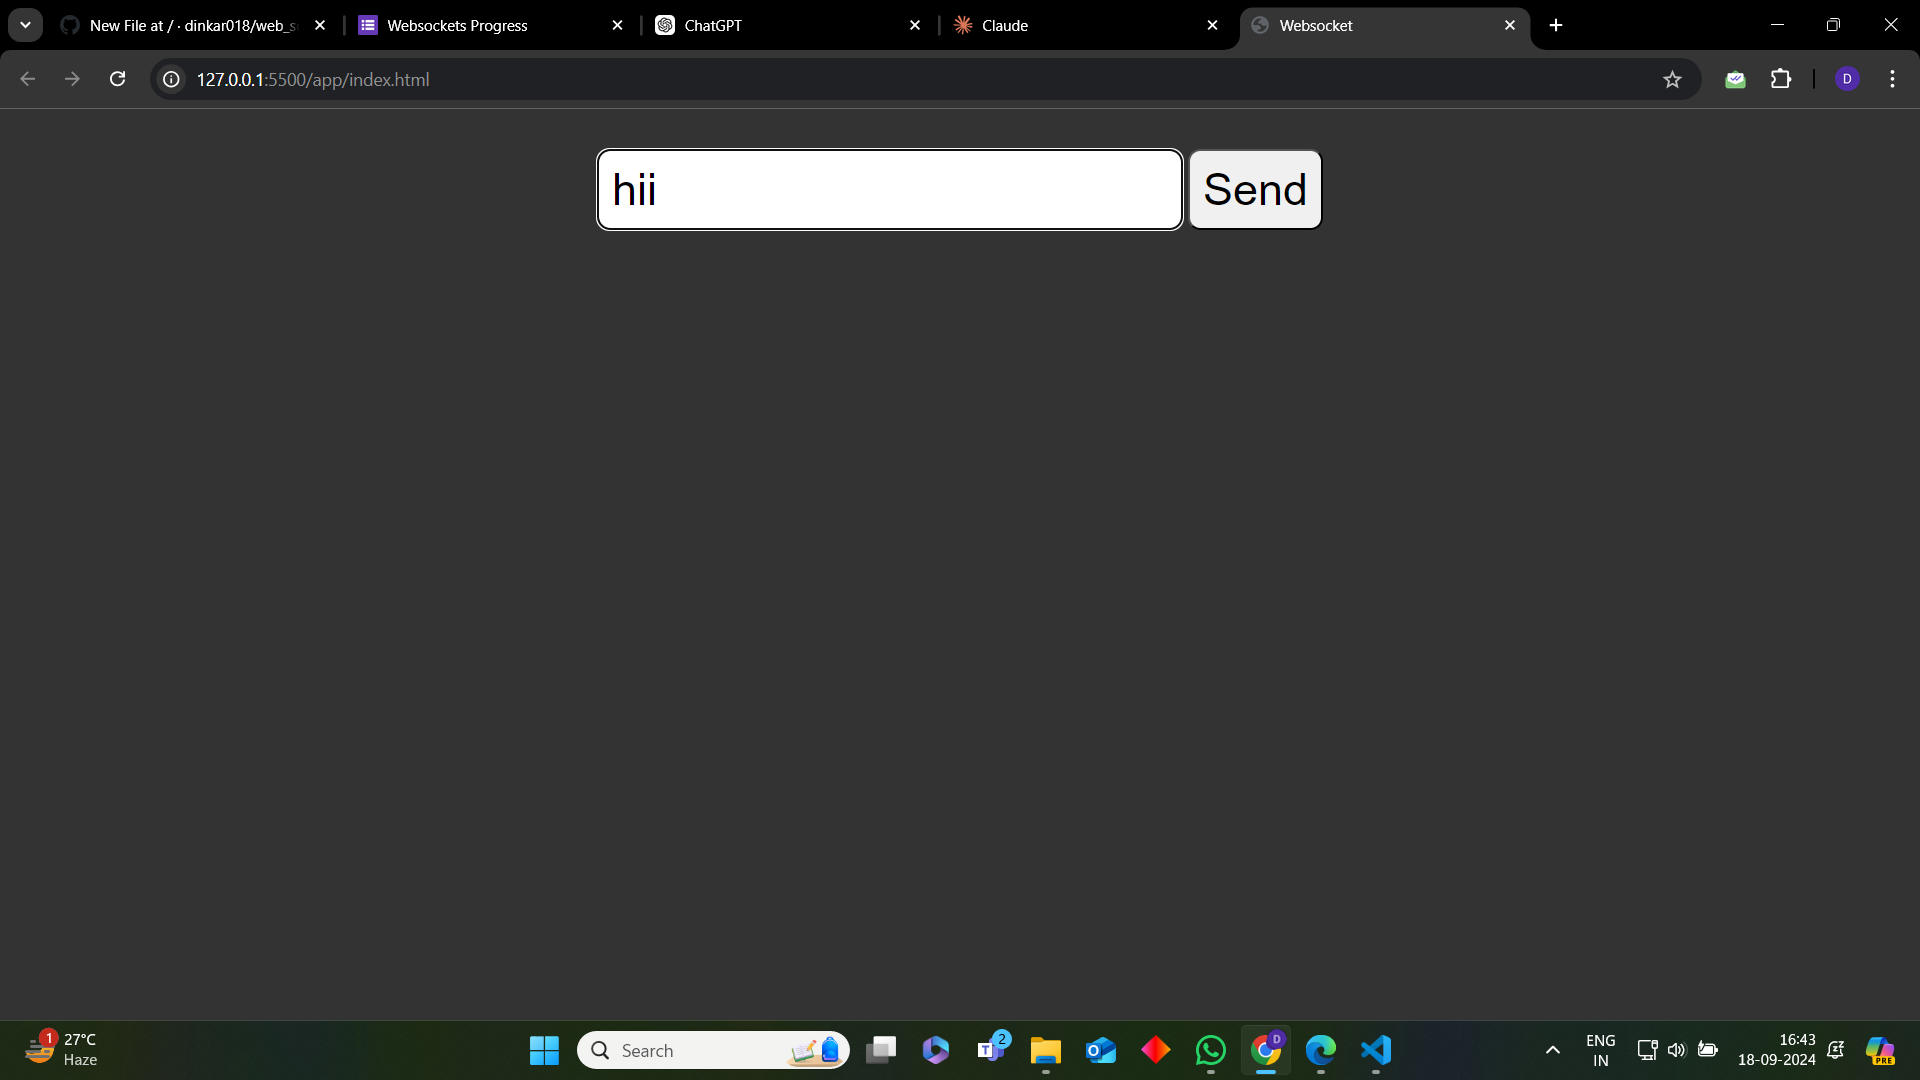 New File at / · dinkar018/web_s
Websockets Progress
ChatGPT
Claude
Websocket
127.0.0.1:5500/app/index.html
D
hii
Send
1
27°C
Haze
Search
T
2
O
D
ENG
IN
16:43
18-09-2024
PRE